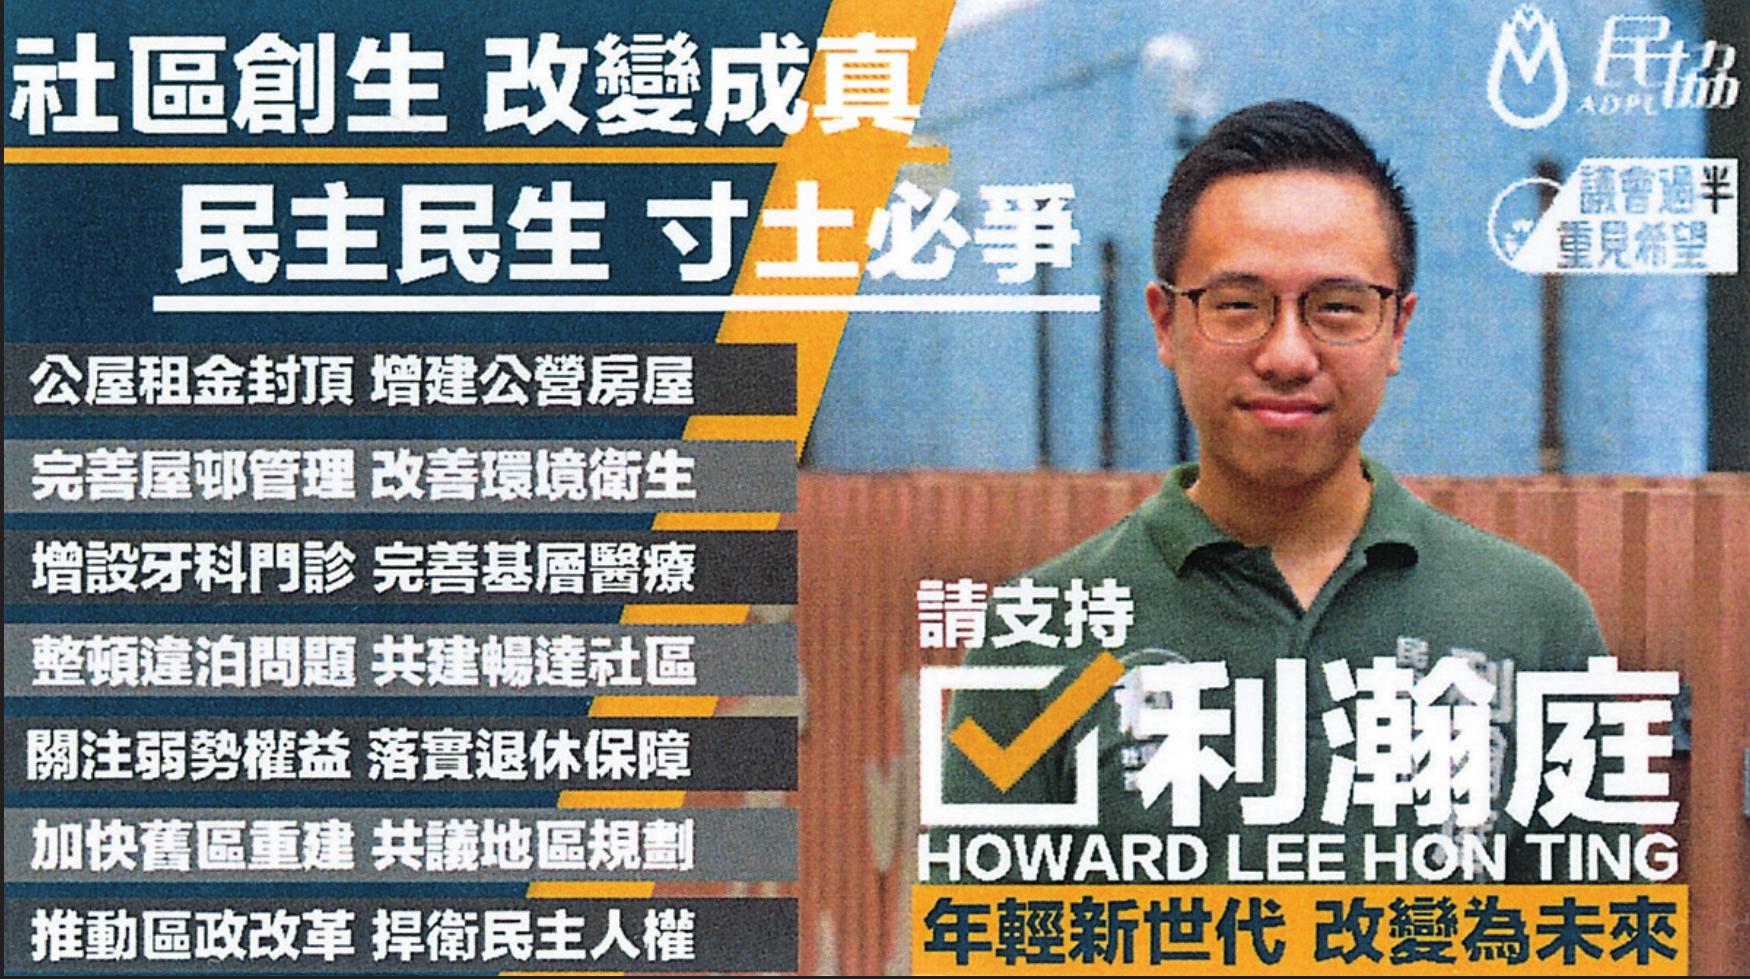 社區創生 改變成真
民主民生 寸土必爭
公屋租金封頂 增建公營房屋
完善屋邨管理 改善環境衛生
增設牙科門診 完善基層醫療
整頓違泊問題 共建暢達社區
關注弱勢權益 落實退休保障
加快舊區重建 共議地區規劃
推動區政改革 捍衛民主人權
民協
ADPL
議會過半
重見希望
請支持
利瀚庭
HOWARD LEE HON TING
年輕新世代 改變為未來